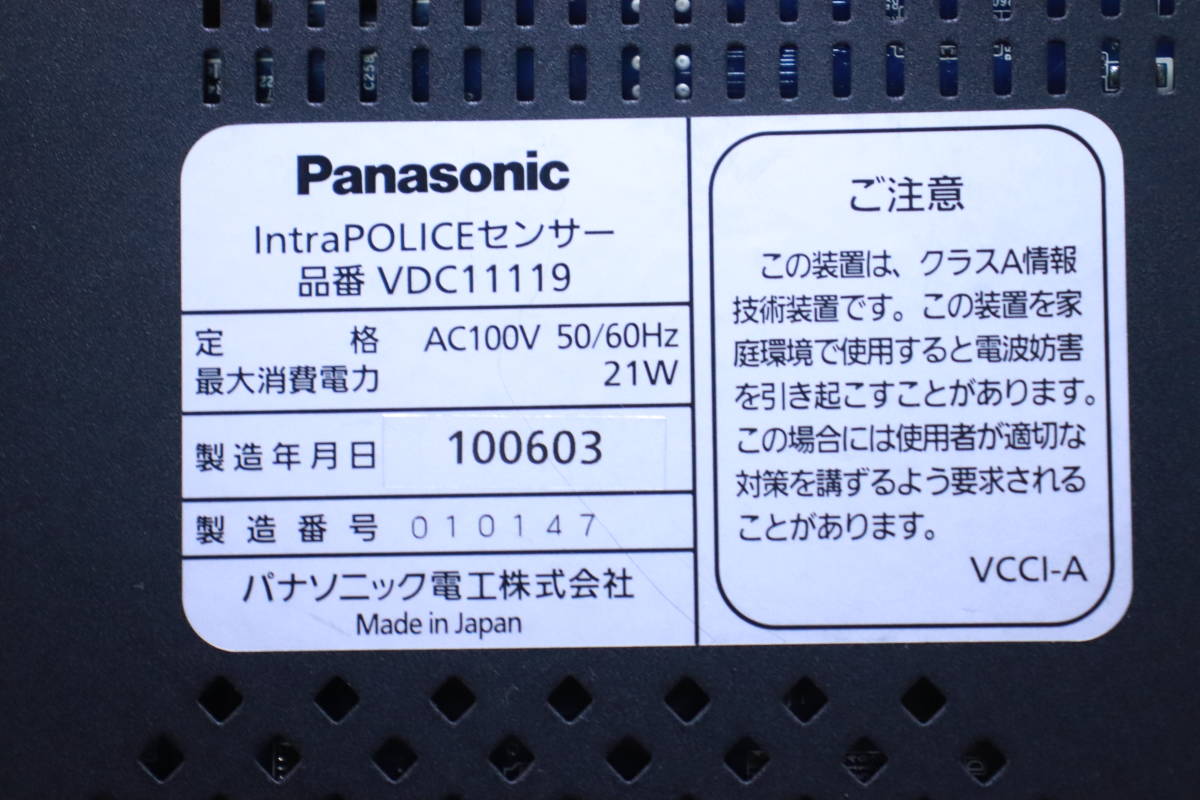 C258
Panasonic
IntraPOLICEセンサー
品番 VDC11119
定格 AC100V 50/60Hz
最大消費電力 21W
製造年月日 100603
製造番号 010147
パナソニック電工株式会社
Made in Japan
ご注意
この装置は、クラスA情報
技術装置です。この装置を家
庭環境で使用すると電波妨害
を引き起こすことがあります。
この場合には使用者が適切な
対策を講ずるよう要求される
ことがあります。
VCCI-A